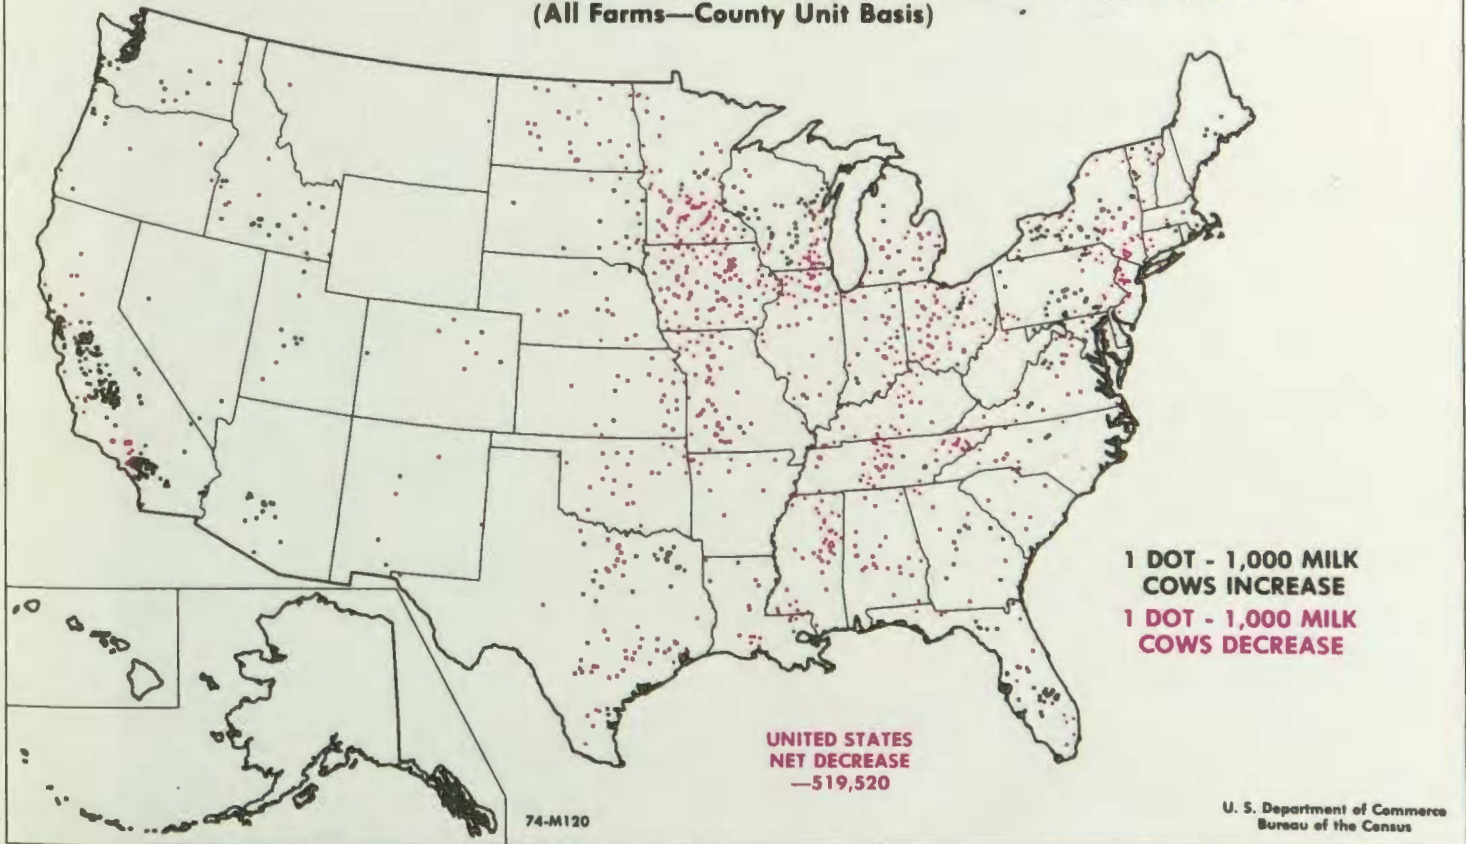 (All Farms—County Unit Basis)
1 DOT - 1,000 MILK
COWS INCREASE
1 DOT - 1,000 MILK
COWS DECREASE
UNITED STATES
NET DECREASE
—519,520
74-M120
U. S. Department of Commerce
Bureau of the Census